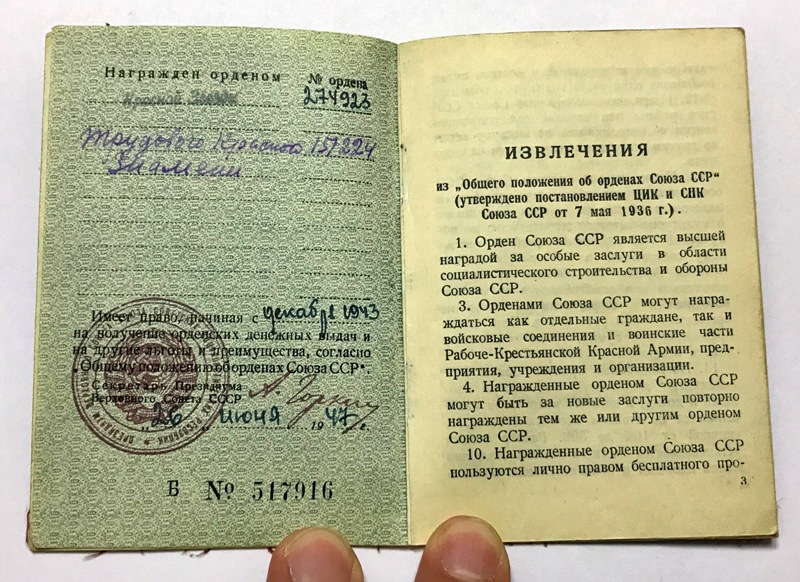 Награжден орденом № ордена
Красной Звезды 274923
Трудового Красного 157224
Знамени
Имеет право, начиная с декабря 1943
на получение орденских денежных выдач и
на другие льготы и преимущества, согласно
„Общему положению об орденах Союза ССР“.
Секретарь Президиума
Верховного Совета СССР А. Горкин
„26 июня 1947 г.
Б № 517916
ИЗВЛЕЧЕНИЯ
из „Общего положения об орденах Союза ССР“
(утверждено постановлением ЦИК и СНК
Союза ССР от 7 мая 1936 г.).
1. Орден Союза ССР является высшей
наградой за особые заслуги в области
социалистического строительства и обороны
Союза ССР.
3. Орденами Союза ССР могут награ-
ждаться как отдельные граждане, так и
войсковые соединения и воинские части
Рабоче-Крестьянской Красной Армии, пред-
приятия, учреждения и организации.
4. Награжденные орденом Союза ССР
могут быть за новые заслуги повторно
награждены тем же или другим орденом
Союза ССР.
10. Награжденные орденом Союза ССР
пользуются лично правом бесплатного про-
3